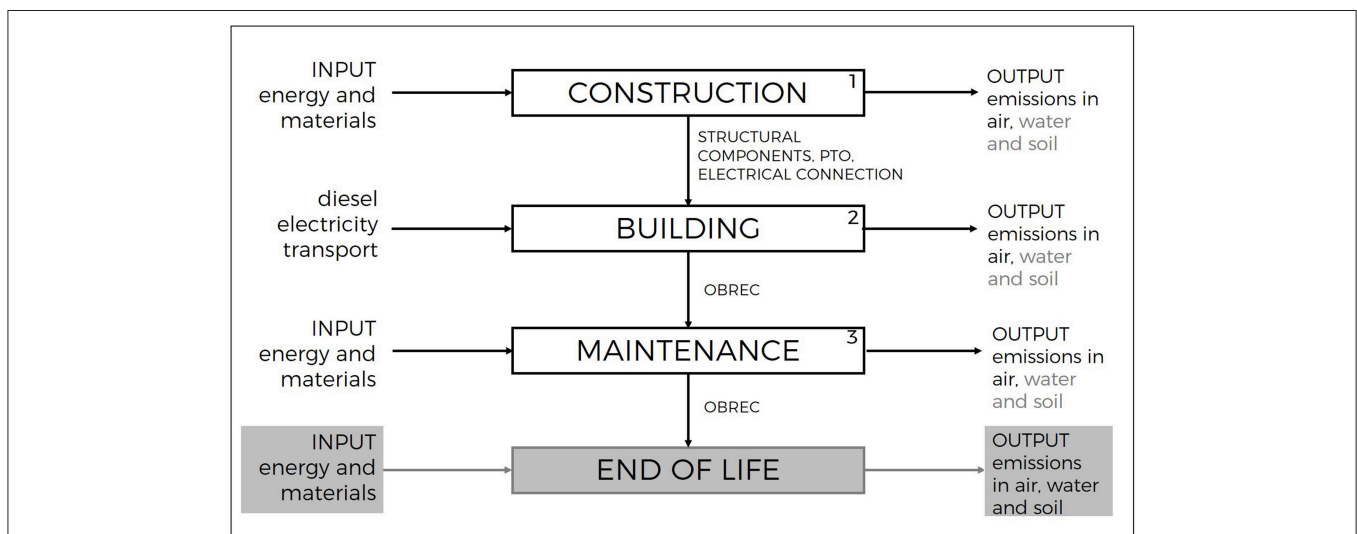 INPUT
energy and
materials
CONSTRUCTION
1
OUTPUT
emissions in
air, water
and soil
STRUCTURAL
COMPONENTS, PTO,
ELECTRICAL CONNECTION
diesel
electricity
transport
BUILDING
2
OUTPUT
emissions in
air, water
and soil
OBREC
INPUT
energy and
materials
MAINTENANCE
3
OUTPUT
emissions in
air, water
and soil
OBREC
INPUT
energy and
materials
END OF LIFE
OUTPUT
emissions
in air, water
and soil